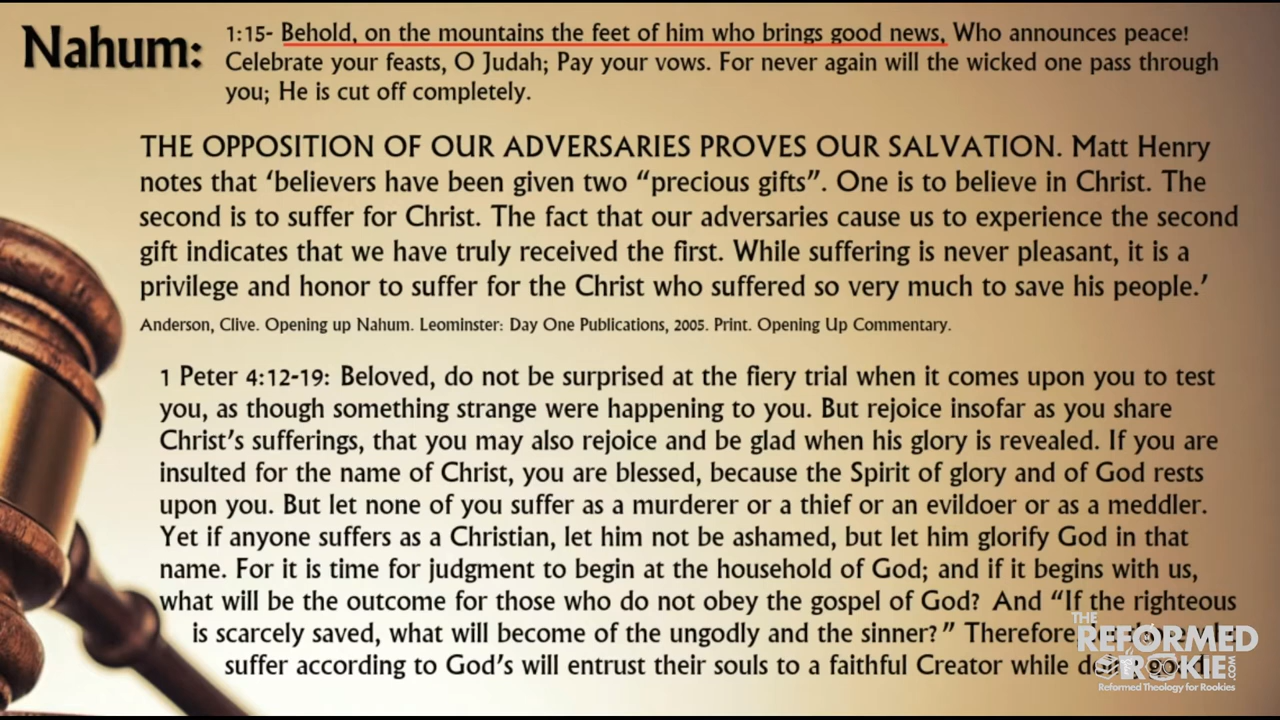 Nahum:
1:15- Behold, on the mountains the feet of him who brings good news, Who announces peace!
Celebrate your feasts, O Judah; Pay your vows. For never again will the wicked one pass through
you; He is cut off completely.
THE OPPOSITION OF OUR ADVERSARIES PROVES OUR SALVATION. Matt Henry
notes that ‘believers have been given two “precious gifts”. One is to believe in Christ. The
second is to suffer for Christ. The fact that our adversaries cause us to experience the second
gift indicates that we have truly received the first. While suffering is never pleasant, it is a
privilege and honor to suffer for the Christ who suffered so very much to save his people.’
Anderson, Clive. Opening up Nahum. Leominster: Day One Publications, 2005. Print. Opening Up Commentary.
1 Peter 4:12-19: Beloved, do not be surprised at the fiery trial when it comes upon you to test
you, as though something strange were happening to you. But rejoice insofar as you share
Christ’s sufferings, that you may also rejoice and be glad when his glory is revealed. If you are
insulted for the name of Christ, you are blessed, because the Spirit of glory and of God rests
upon you. But let none of you suffer as a murderer or a thief or an evildoer or as a meddler.
Yet if anyone suffers as a Christian, let him not be ashamed, but let him glorify God in that
name. For it is time for judgment to begin at the household of God; and if it begins with us,
what will be the outcome for those who do not obey the gospel of God? And “If the righteous
is scarcely saved, what will become of the ungodly and the sinner?” Therefore
suffer according to God’s will entrust their souls to a faithful Creator while
THE
REFORMED
ROOKIE.COM
Reformed Theology for Rookies